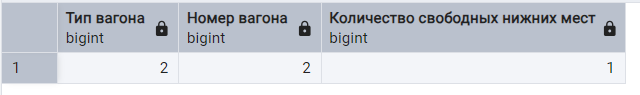 Тип вагона Номер вагона Количество свободных нижних мест
bigint bigint bigint
1 2 2 1